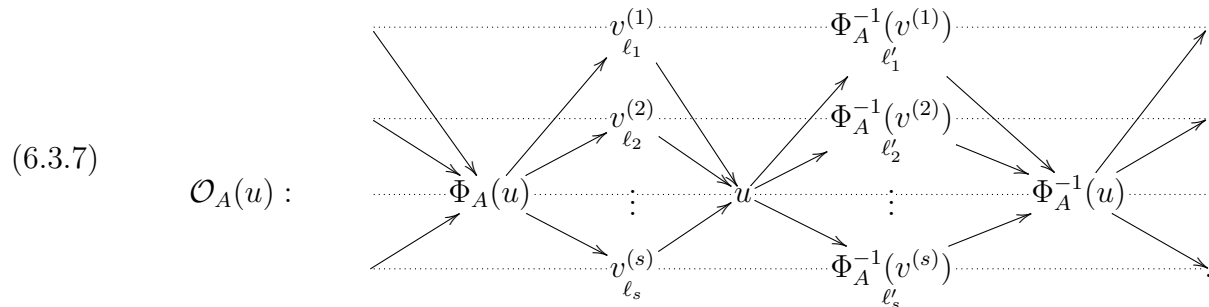 v^{(1)} Φ_A^{-1}(v^{(1)})
ℓ_1 ℓ'_1
v^{(2)} Φ_A^{-1}(v^{(2)})
ℓ_2 ℓ'_2
(6.3.7)
𝒪_A(u) : Φ_A(u) ⋮ u ⋮ Φ_A^{-1}(u)
v^{(s)} Φ_A^{-1}(v^{(s)}) .
ℓ_s ℓ'_s